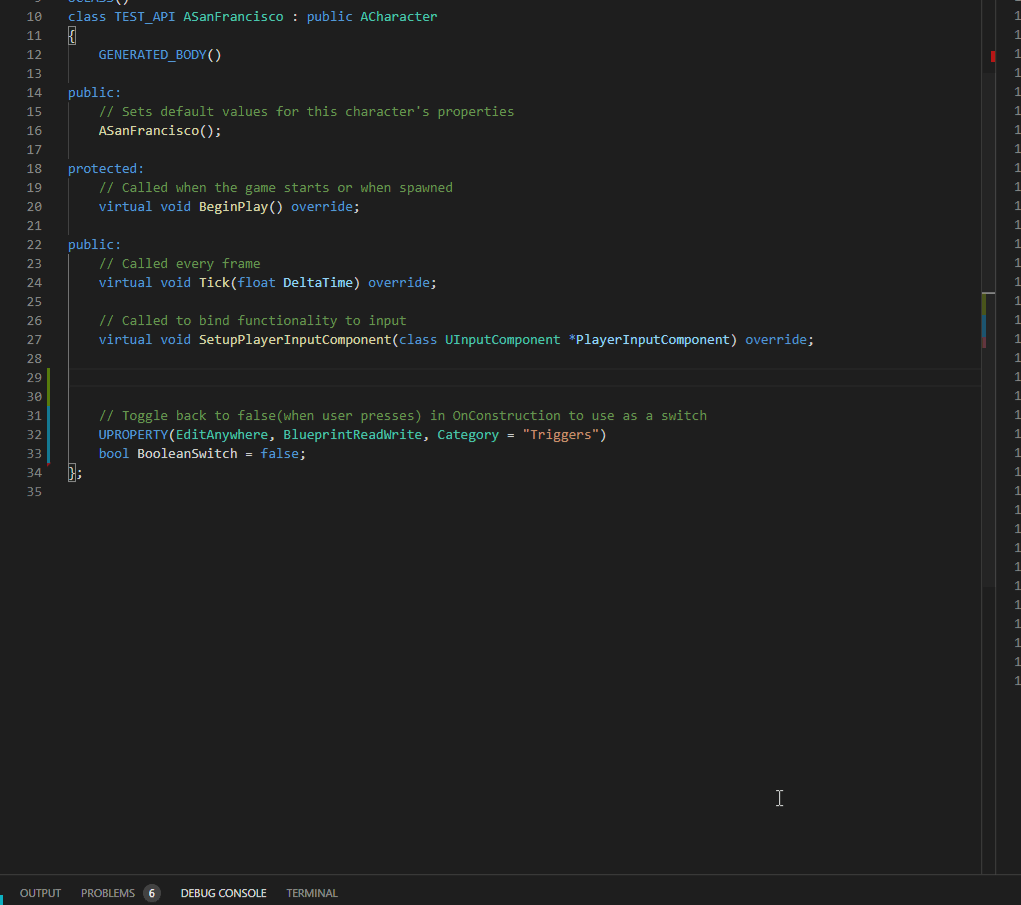 10 class TEST_API ASanFrancisco : public ACharacter
11 {
12 GENERATED_BODY()
13
14 public:
15 // Sets default values for this character's properties
16 ASanFrancisco();
17
18 protected:
19 // Called when the game starts or when spawned
20 virtual void BeginPlay() override;
21
22 public:
23 // Called every frame
24 virtual void Tick(float DeltaTime) override;
25
26 // Called to bind functionality to input
27 virtual void SetupPlayerInputComponent(class UInputComponent *PlayerInputComponent) override;
28
29
30
31 // Toggle back to false(when user presses) in OnConstruction to use as a switch
32 UPROPERTY(EditAnywhere, BlueprintReadWrite, Category = "Triggers")
33 bool BooleanSwitch = false;
34 };
35
OUTPUT PROBLEMS 6 DEBUG CONSOLE TERMINAL